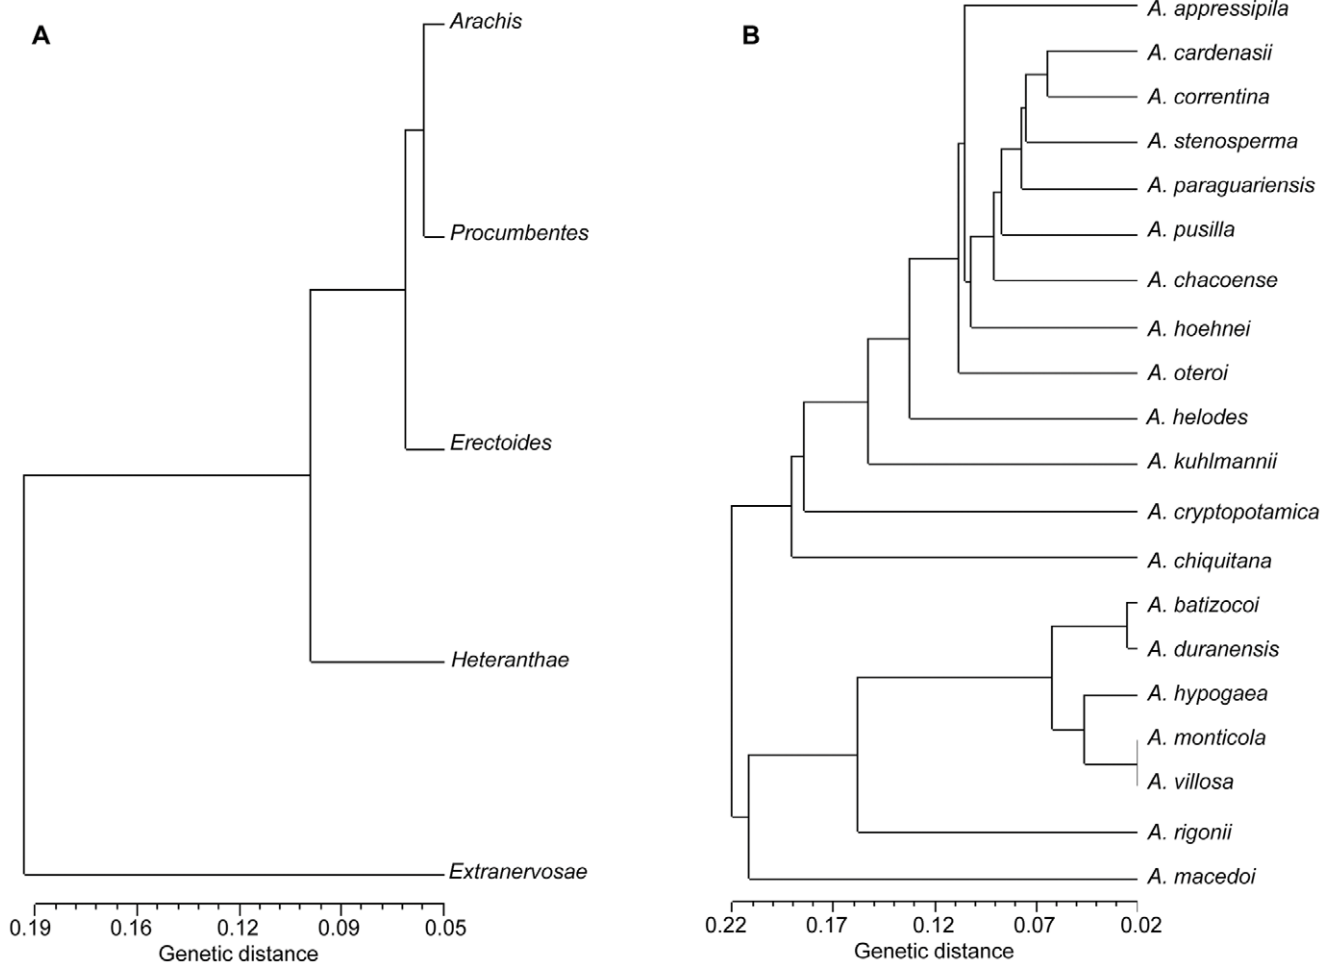 A
Arachis
Procumbentes
Erectoides
Heteranthae
Extranervosae
0.19 0.16 0.12 0.09 0.05
Genetic distance
B
A. appressipila
A. cardenasii
A. correntina
A. stenosperma
A. paraguariensis
A. pusilla
A. chacoense
A. hoehnei
A. oteroi
A. helodes
A. kuhlmannii
A. cryptopotamica
A. chiquitana
A. batizocoi
A. duranensis
A. hypogaea
A. monticola
A. villosa
A. rigonii
A. macedoi
0.22 0.17 0.12 0.07 0.02
Genetic distance